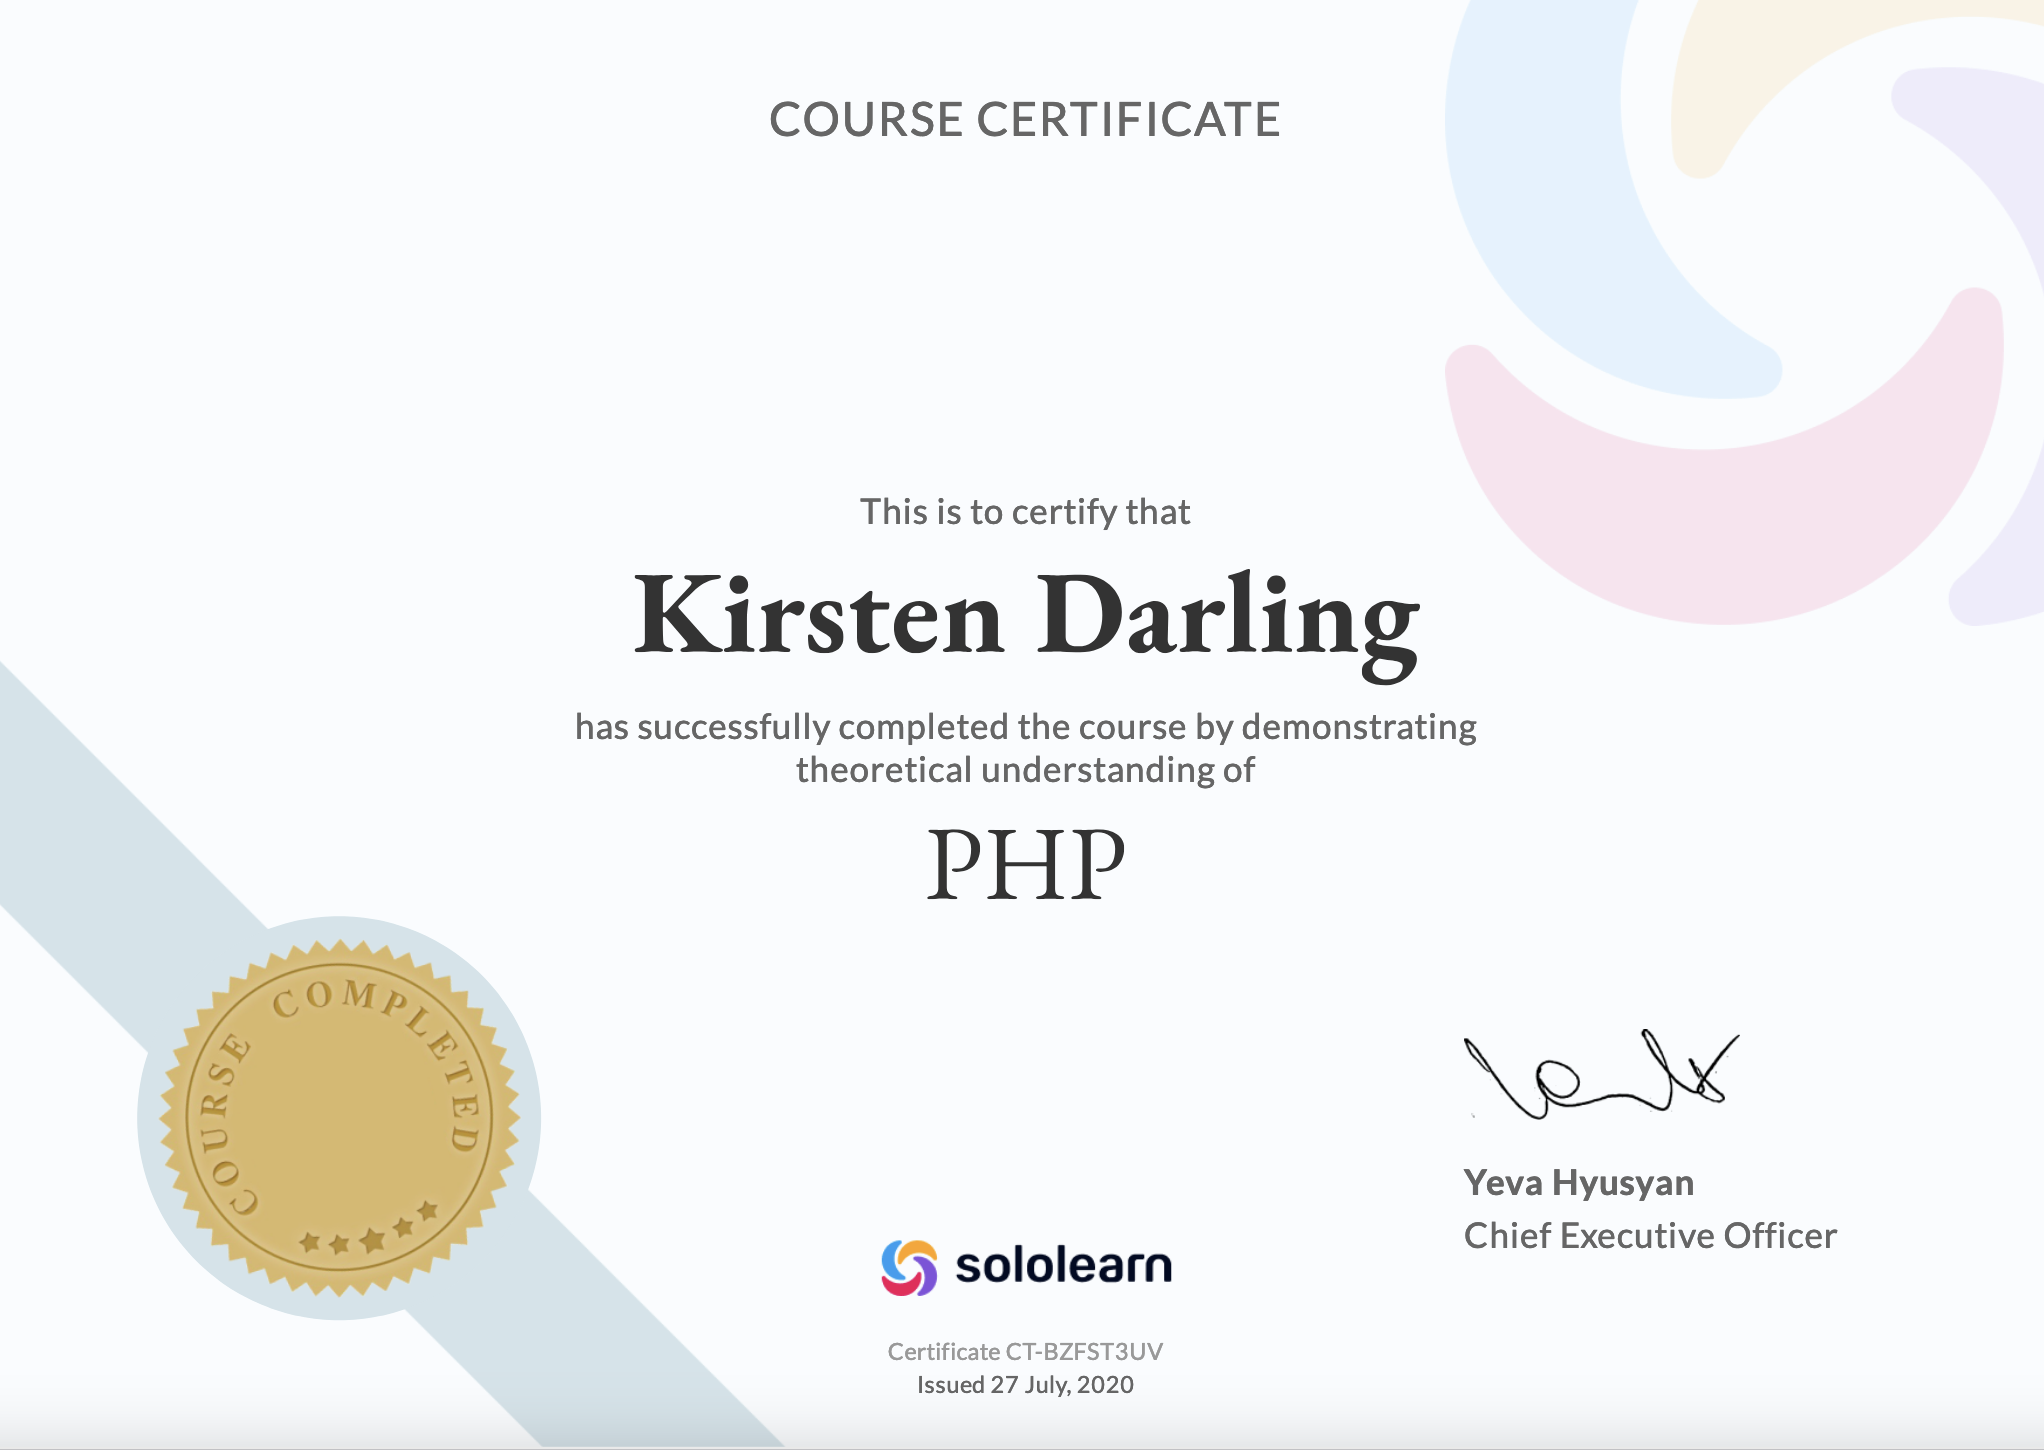 COURSE CERTIFICATE
This is to certify that
Kirsten Darling
has successfully completed the course by demonstrating
theoretical understanding of
PHP
COURSE COMPLETED
Yeva Hyusyan
Chief Executive Officer
sololearn
Certificate CT-BZFST3UV
Issued 27 July, 2020